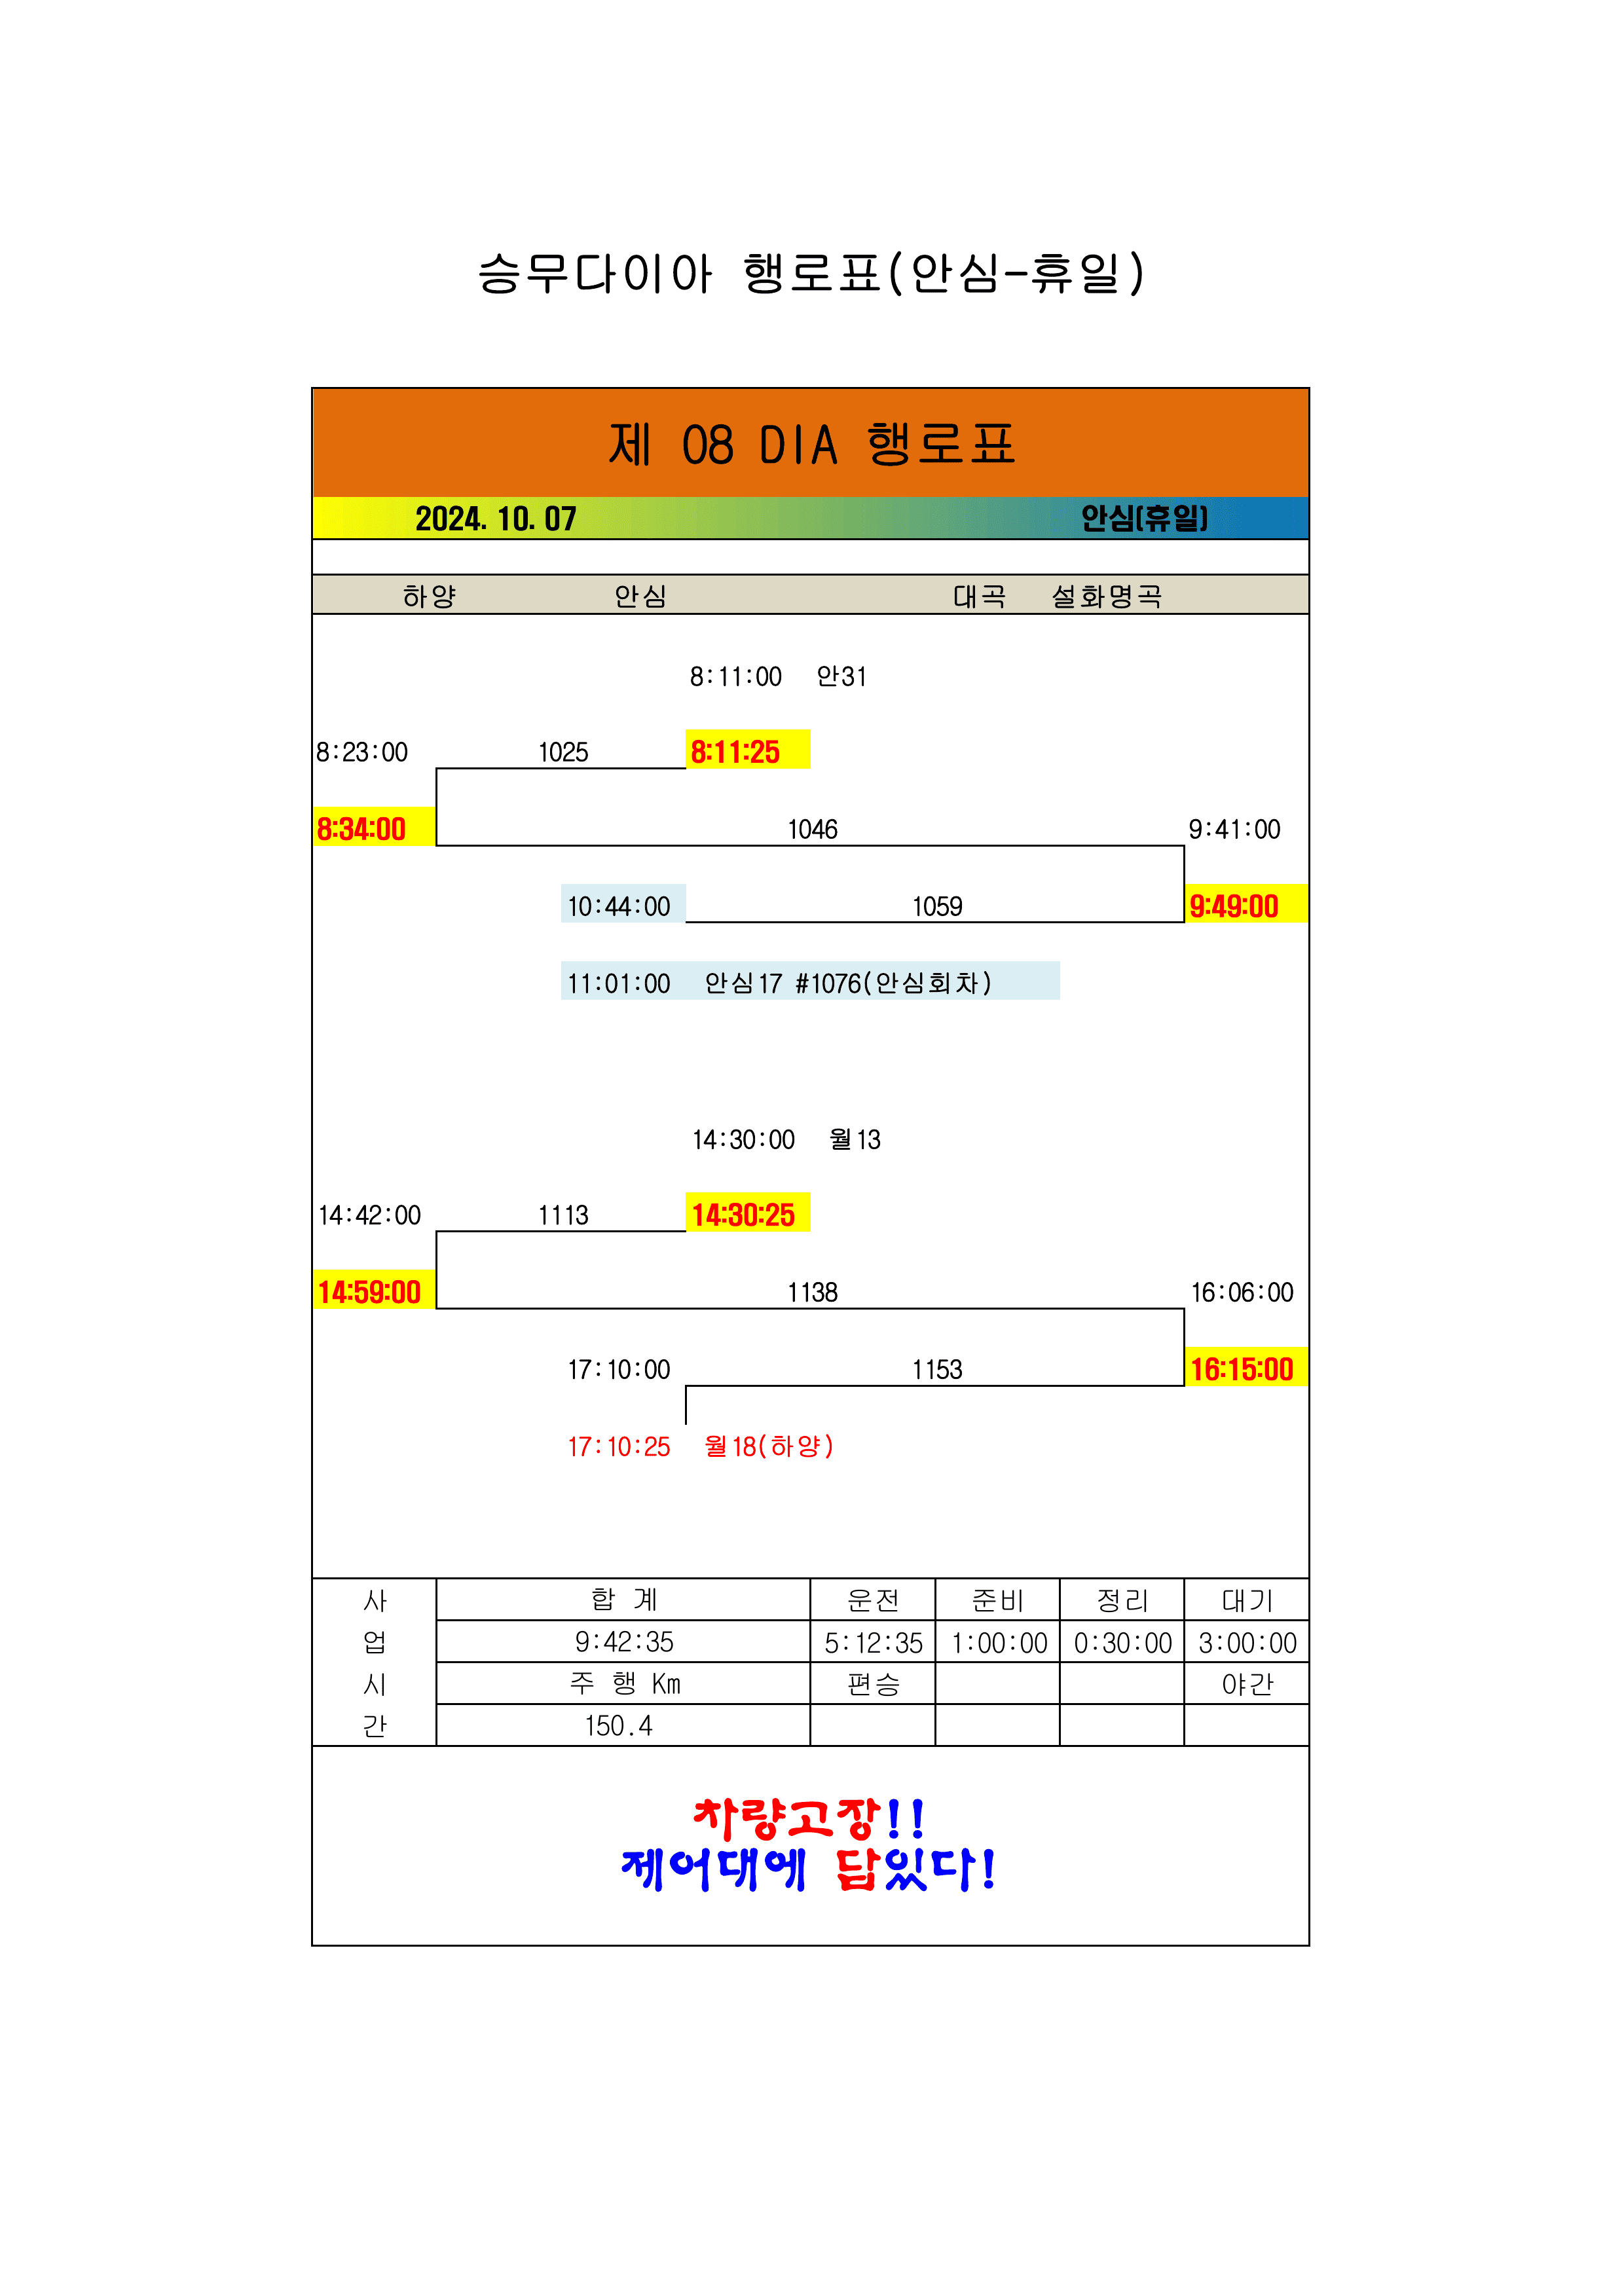 승무다이아 행로표(안심-휴일)
제 08 DIA 행로표
2024. 10. 07 안심(휴일)
하양 안심 대곡 설화명곡
8:11:00 안31
8:23:00 1025 8:11:25
8:34:00 1046 9:41:00
10:44:00 1059 9:49:00
11:01:00 안심17 #1076(안심회차)
14:30:00 월13
14:42:00 1113 14:30:25
14:59:00 1138 16:06:00
17:10:00 1153 16:15:00
17:10:25 월18(하양)
사 합 계 운전 준비 정리 대기
업 9:42:35 5:12:35 1:00:00 0:30:00 3:00:00
시 주 행 Km 편승 야간
간 150.4
차량고장!!
제어대에 답있다!